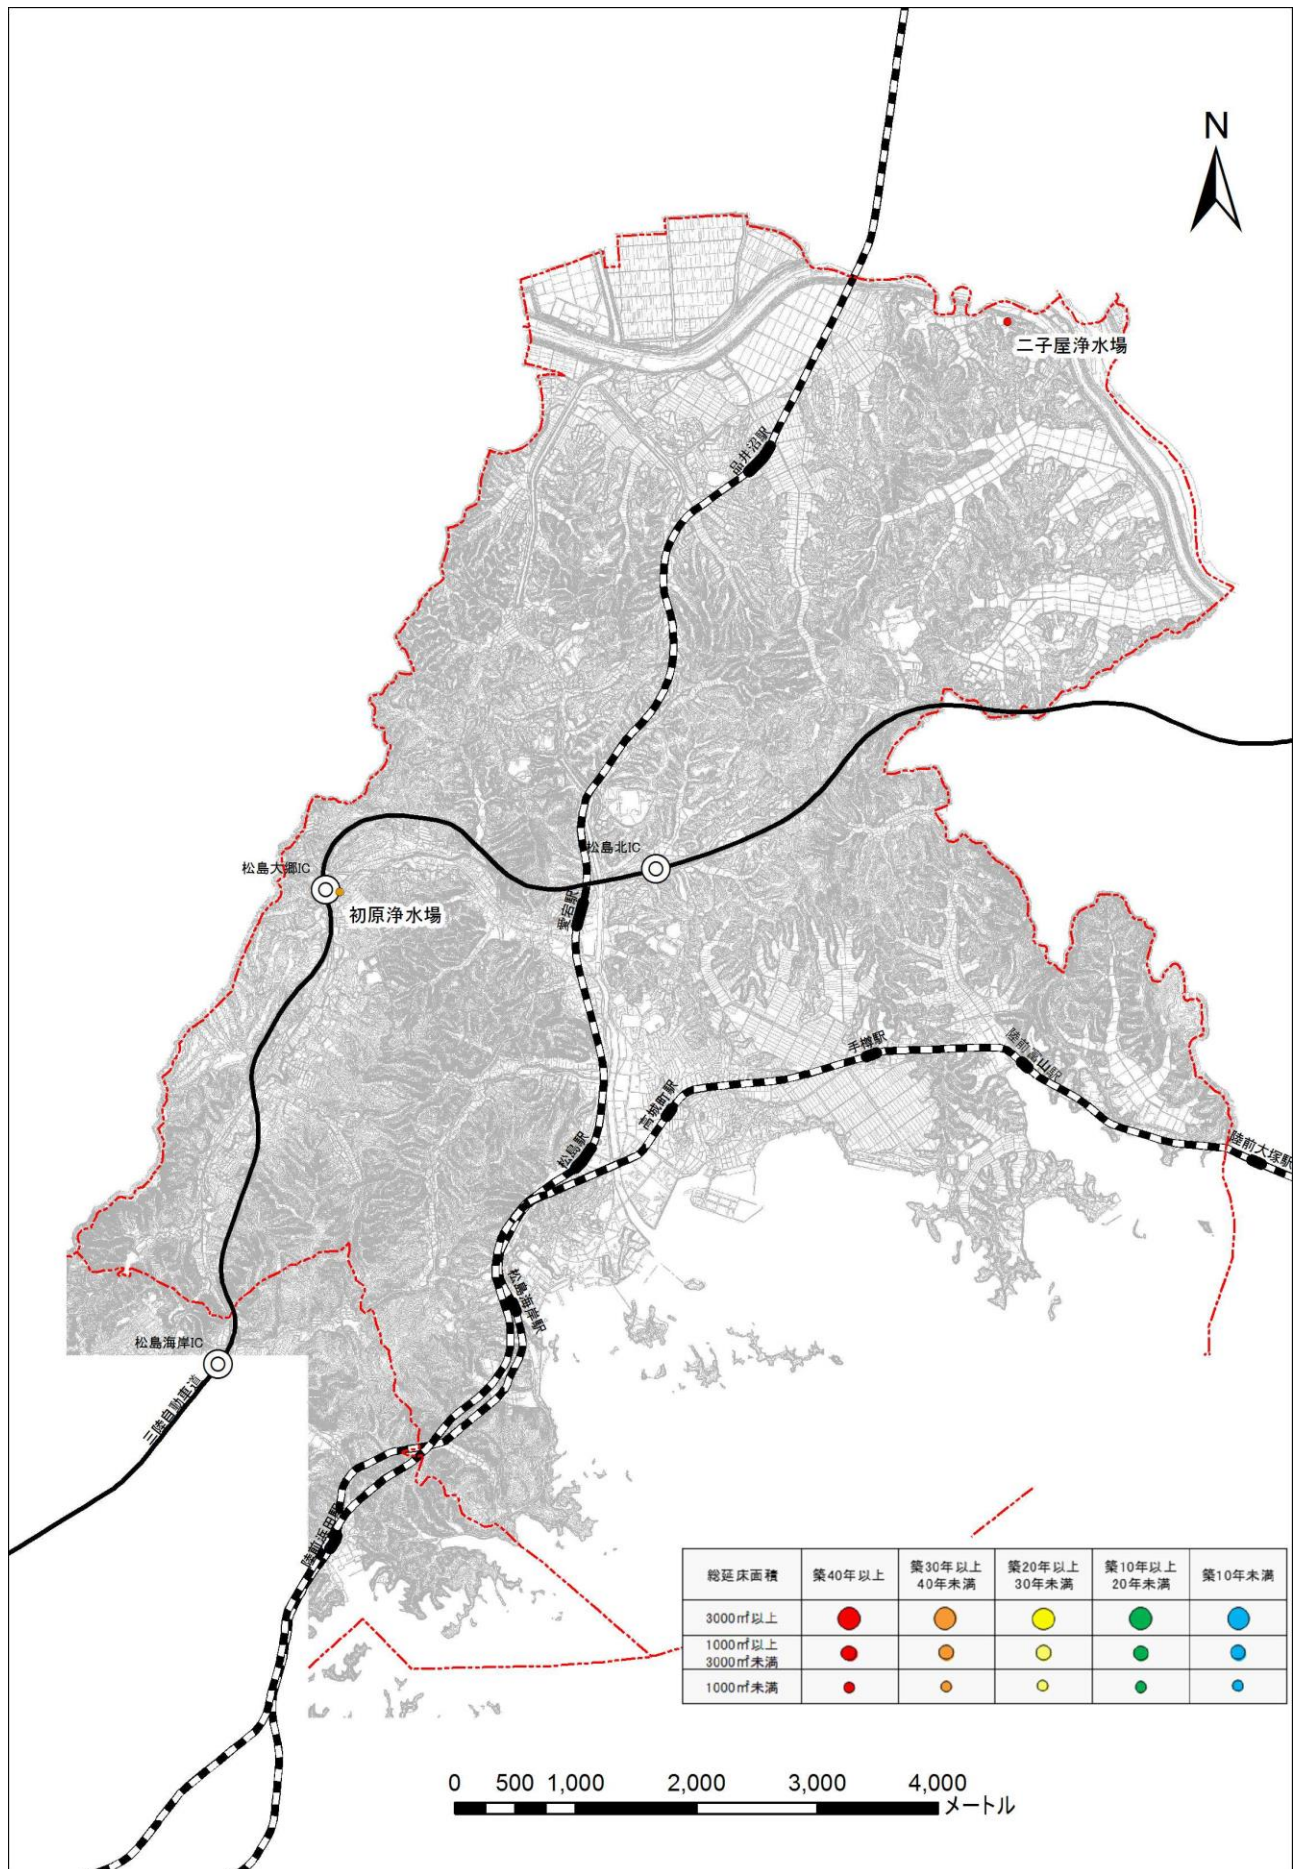 N
二子屋浄水場
品井沼駅
松島北IC
松島大郷IC
初原浄水場
愛宕駅
手樽駅
陸前富山駅
高城町駅
松島駅
陸前大塚駅
松島海岸駅
松島海岸IC
三陸自動車道
陸前浜田駅
総延床面積 築40年以上 築30年以上 40年未満 築20年以上 30年未満 築10年以上 20年未満 築10年未満
3000㎡以上
1000㎡以上
3000㎡未満
1000㎡未満
0 500 1,000 2,000 3,000 4,000
メートル